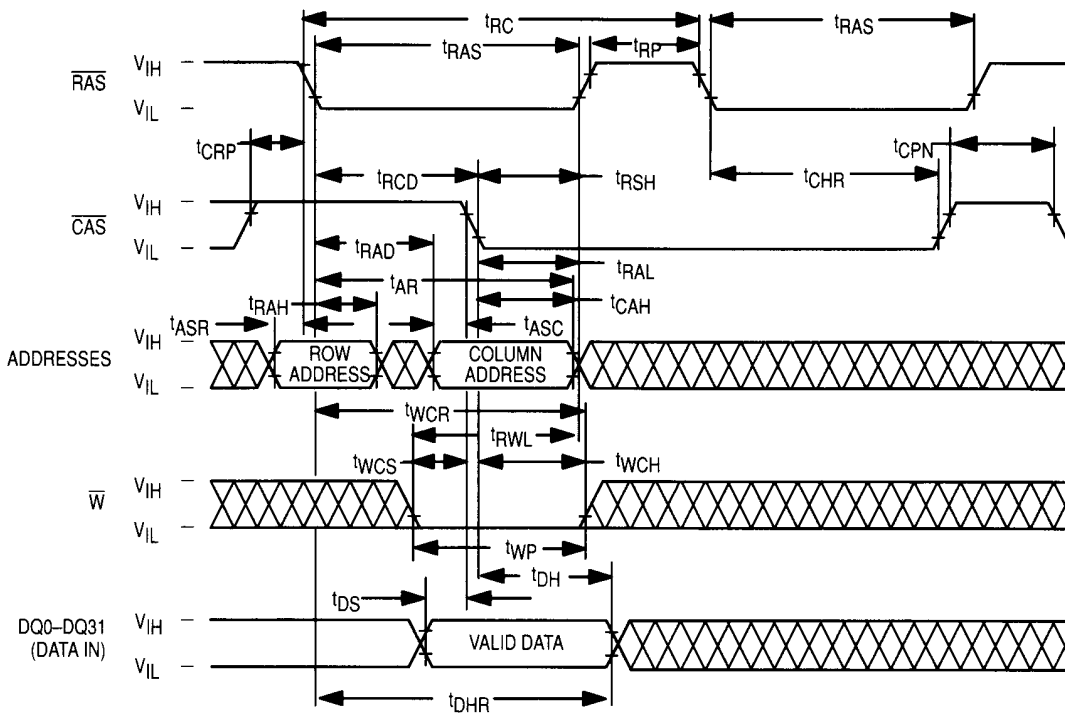 tRC
tRAS
tRP
tRAS
RAS
VIH
VIL
tCRP
tCPN
tRCD
tRSH
tCHR
CAS
VIH
VIL
tRAD
tRAL
tAR
tCAH
tRAH
tASR
tASC
ADDRESSES
VIH
VIL
ROW
ADDRESS
COLUMN
ADDRESS
tWCR
tRWL
tWCS
tWCH
W
VIH
VIL
tWP
tDH
tDS
DQ0–DQ31
(DATA IN)
VIH
VIL
VALID DATA
tDHR